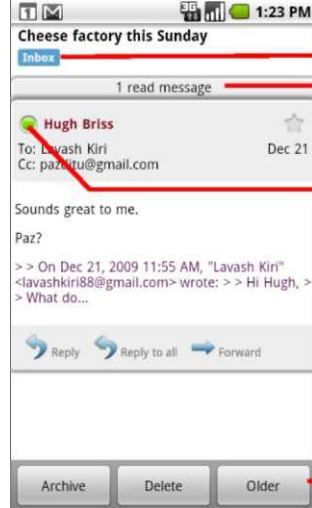 1 3G 1:23 PM
Cheese factory this Sunday
Inbox
1 read message
Hugh Briss
To: Lavash Kiri Dec 21
Cc: pazditu@gmail.com
Sounds great to me.
Paz?
> > On Dec 21, 2009 11:55 AM, "Lavash Kiri"
<lavashkiri88@gmail.com> wrote: > > Hi Hugh, >
> What do...
Reply Reply to all Forward
Archive Delete Older